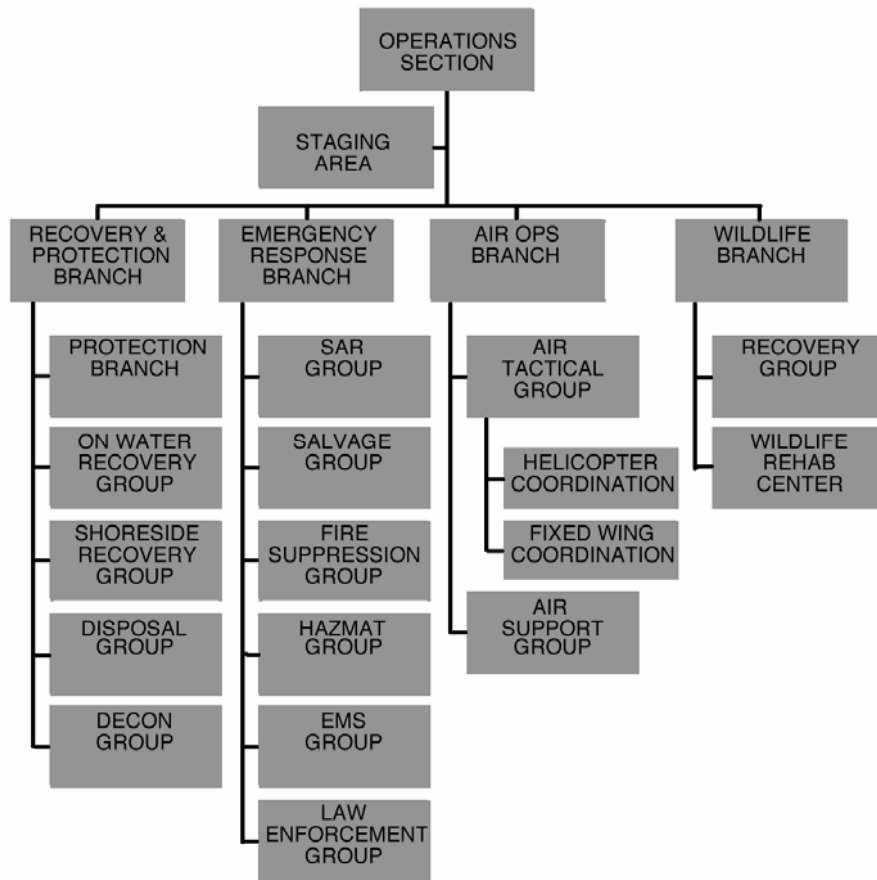 OPERATIONS
SECTION
STAGING
AREA
RECOVERY &
PROTECTION
BRANCH
EMERGENCY
RESPONSE
BRANCH
AIR OPS
BRANCH
WILDLIFE
BRANCH
PROTECTION
BRANCH
ON WATER
RECOVERY
GROUP
SHORESIDE
RECOVERY
GROUP
DISPOSAL
GROUP
DECON
GROUP
SAR
GROUP
SALVAGE
GROUP
FIRE
SUPPRESSION
GROUP
HAZMAT
GROUP
EMS
GROUP
LAW
ENFORCEMENT
GROUP
AIR
TACTICAL
GROUP
HELICOPTER
COORDINATION
FIXED WING
COORDINATION
AIR
SUPPORT
GROUP
RECOVERY
GROUP
WILDLIFE
REHAB
CENTER